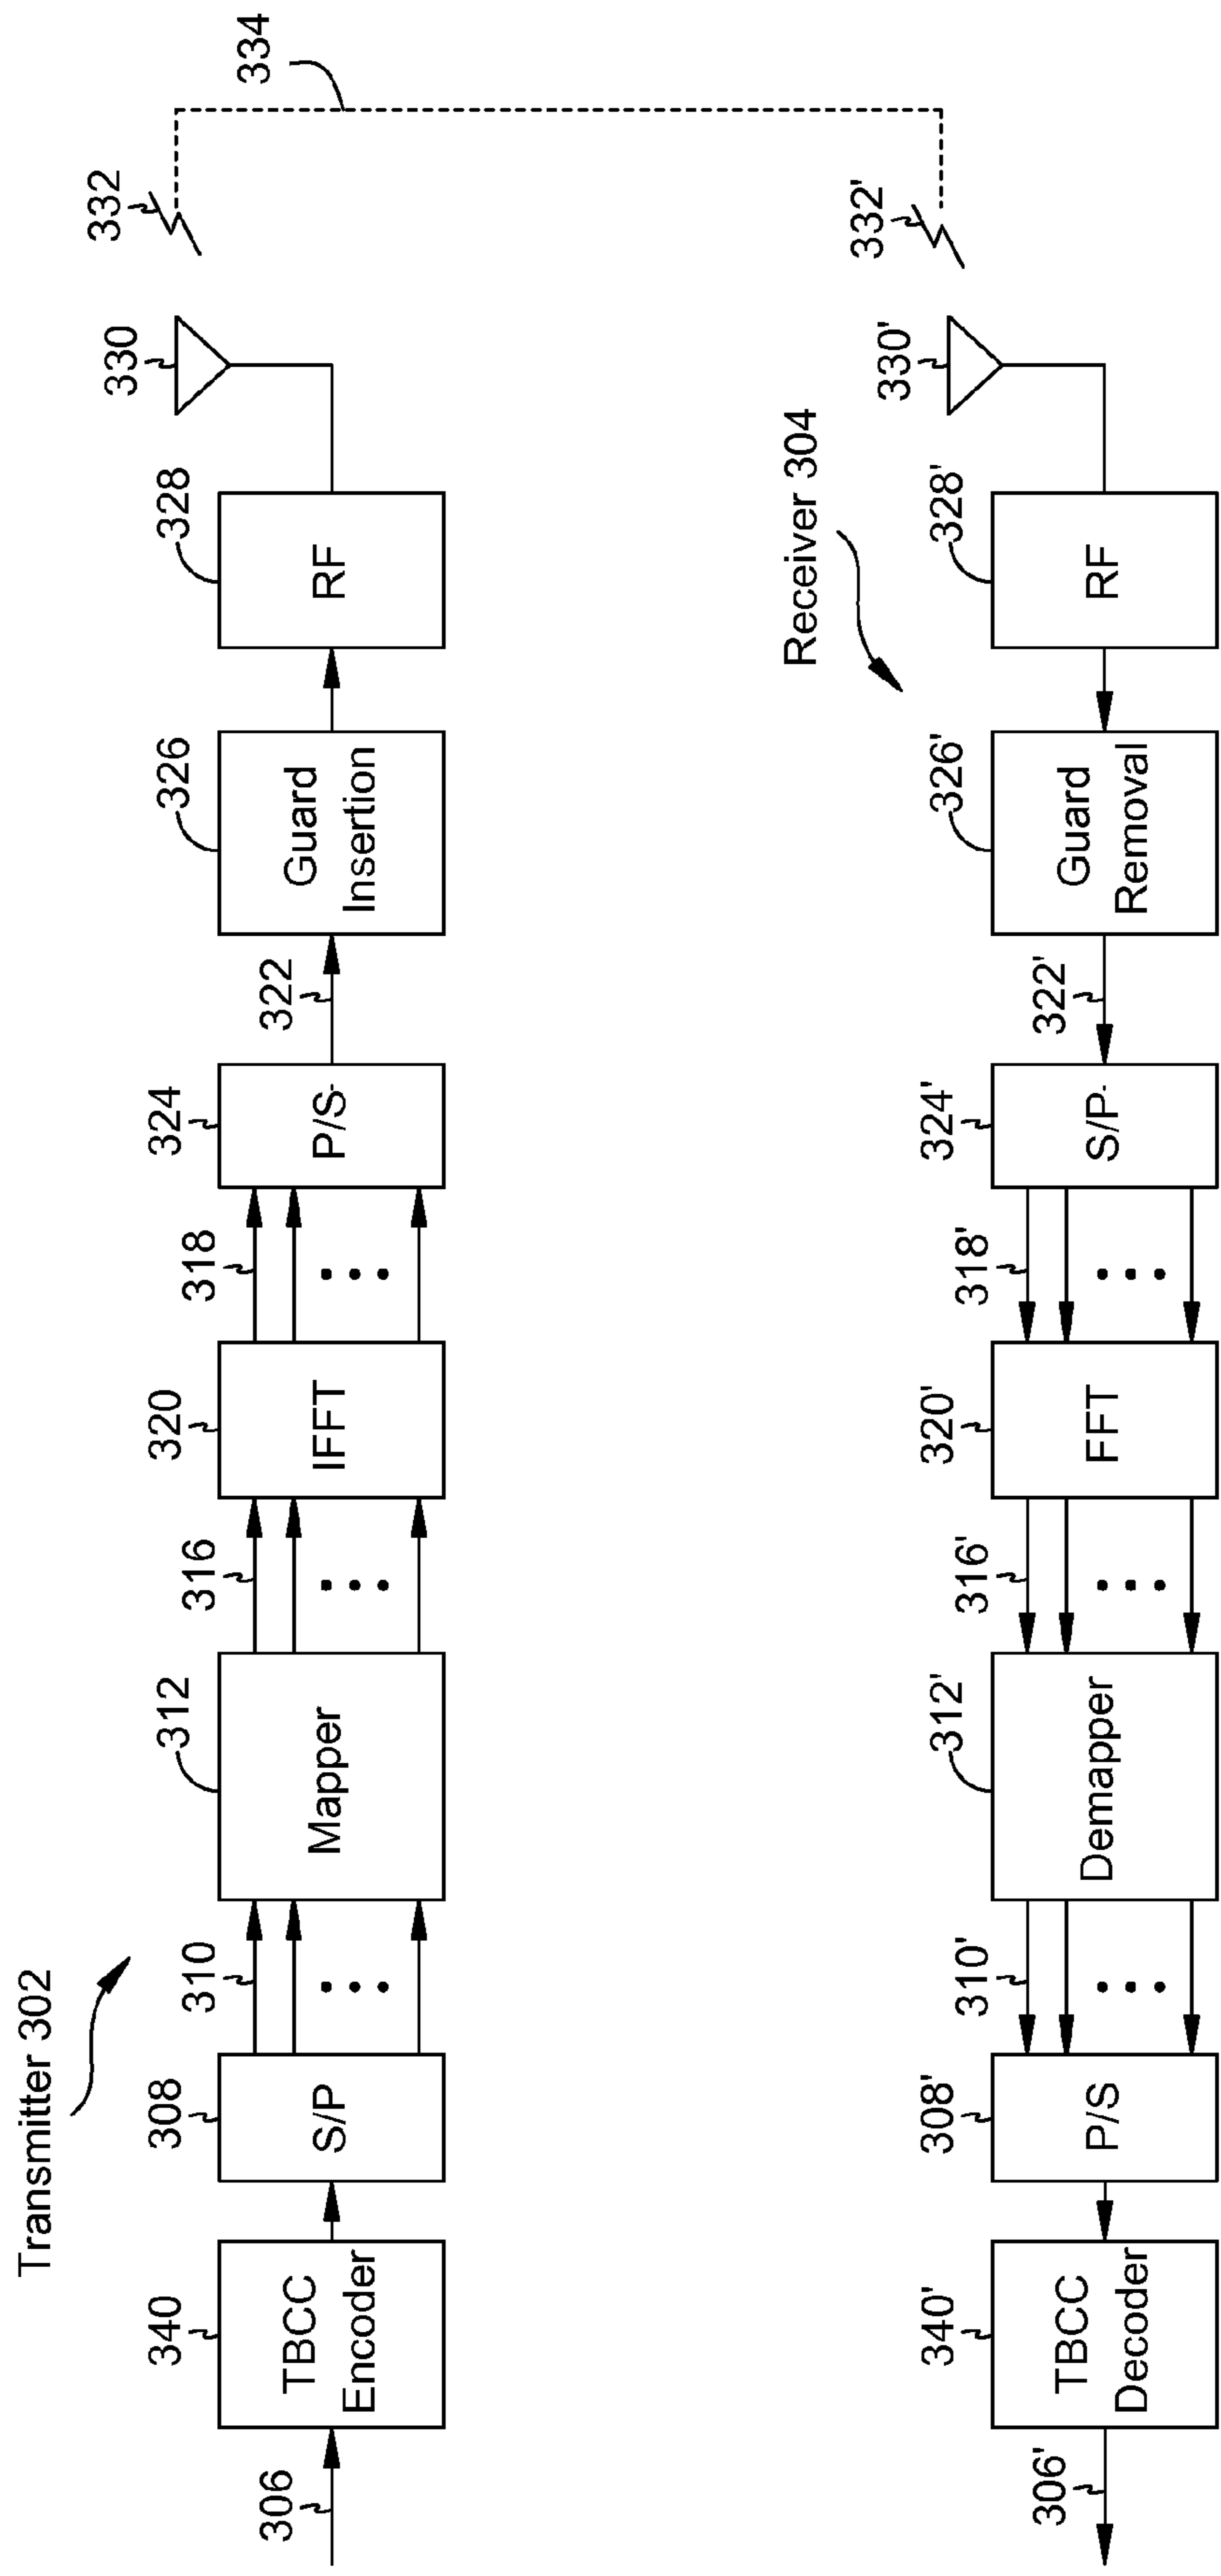 Transmitter 302
306
340
TBCC
Encoder
308
S/P
310
312
Mapper
316
320
IFFT
318
324
P/S
322
326
Guard
Insertion
328
RF
330
332
334
Receiver 304
306'
340'
TBCC
Decoder
308'
P/S
310'
312'
Demapper
316'
320'
FFT
318'
324'
S/P
322'
326'
Guard
Removal
328'
RF
330'
332'